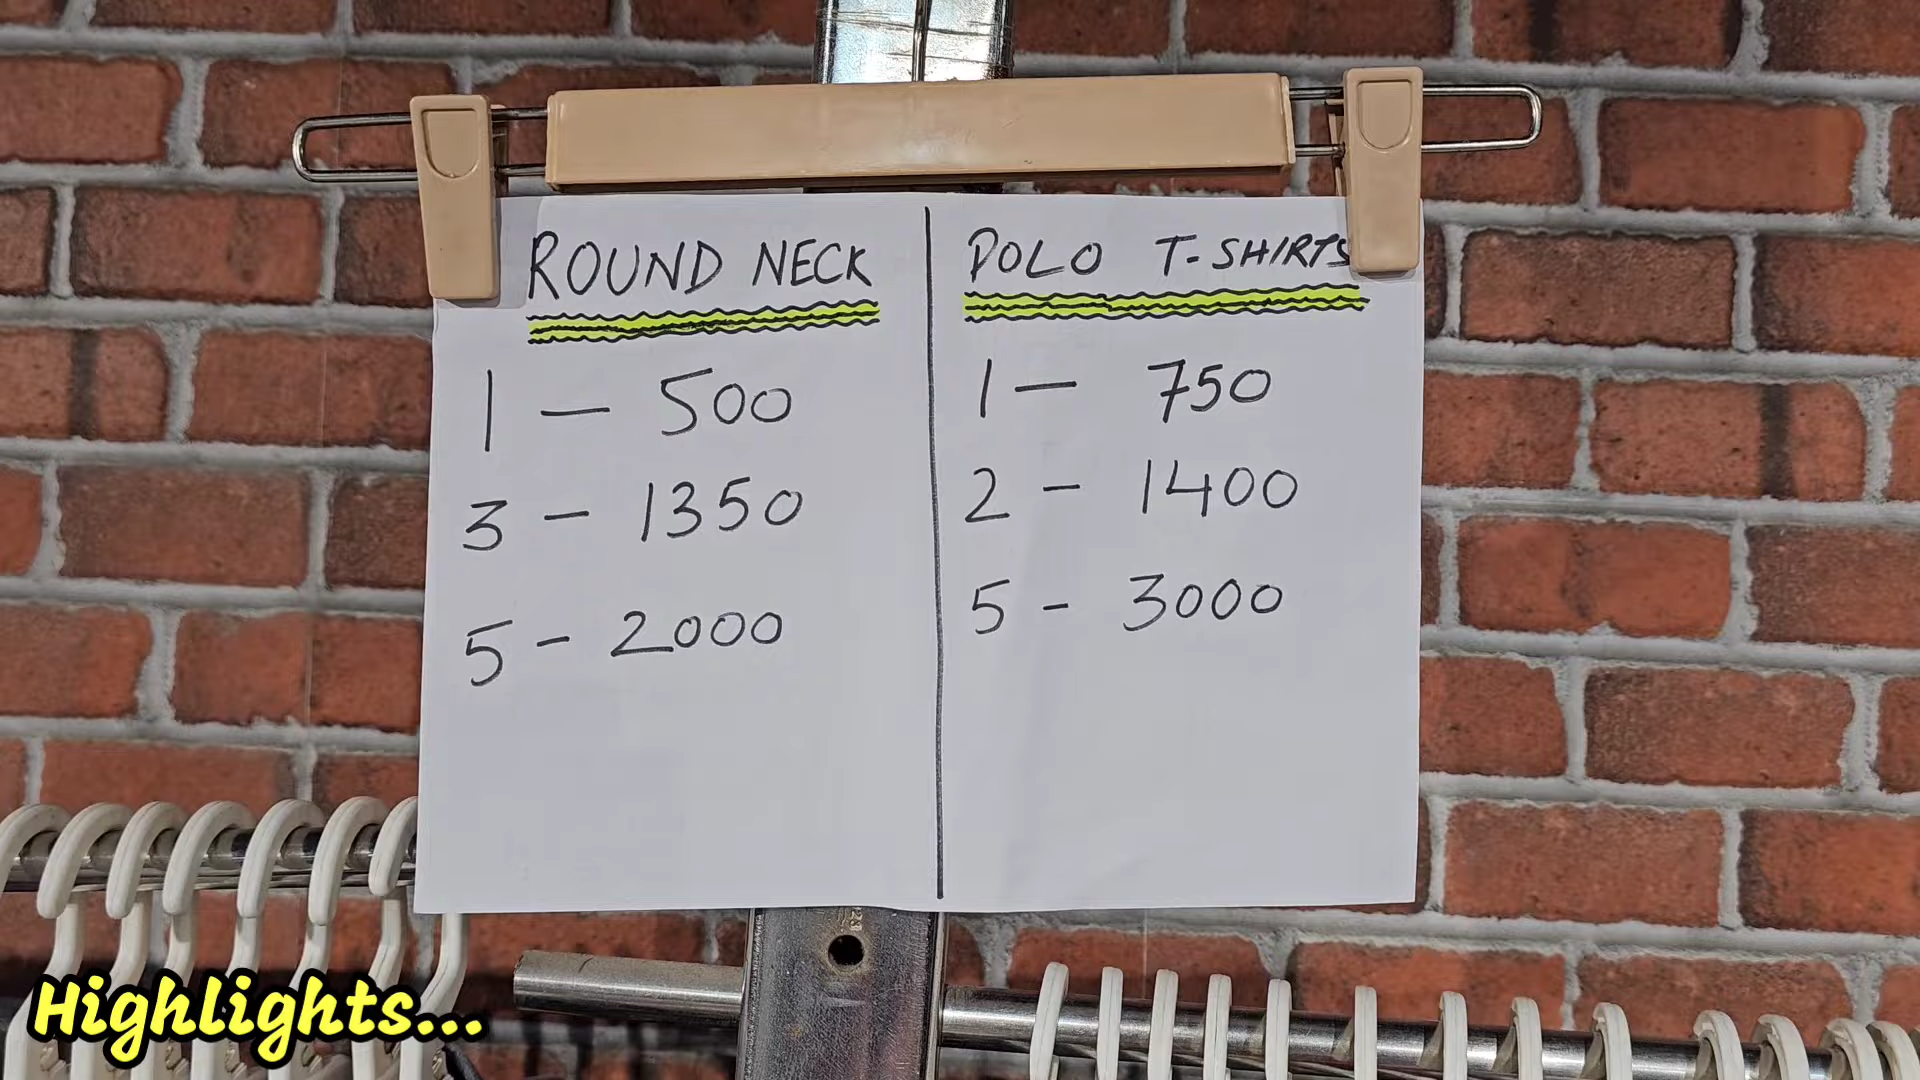 ROUND NECK
1 — 500
3 - 1350
5 - 2000
POLO T-SHIRTS
1 — 750
2 - 1400
5 - 3000
Highlights...